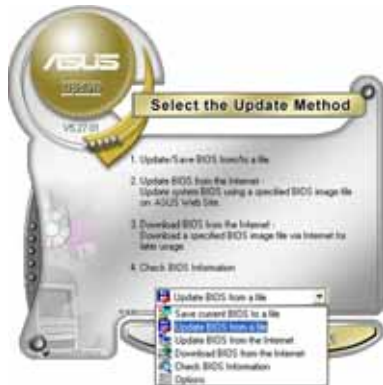 ASUS
Update
V5.27.01
Select the Update Method
1. Update/Save BIOS from/to a file
2. Update BIOS from the Internet -
Update system BIOS using a specified BIOS image file
on ASUS Web Site.
3. Download BIOS from the Internet -
Download a specified BIOS image file via Internet for
later usage.
4. Check BIOS Information
Update BIOS from a file
Save current BIOS to a file
Update BIOS from a file
Update BIOS from the Internet
Download BIOS from the Internet
Check BIOS Information
Options